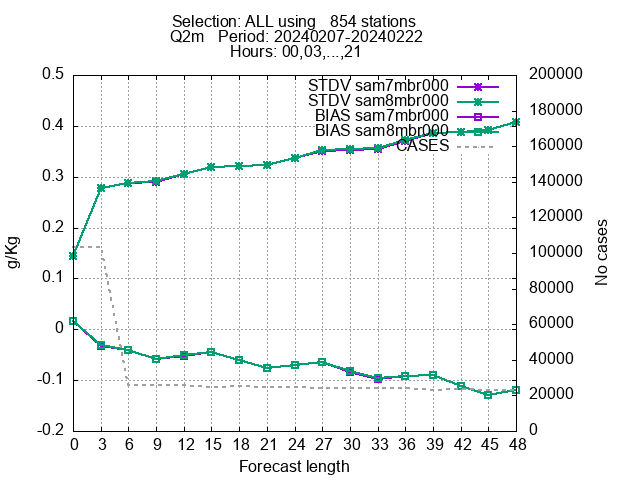 Selection: ALL using   854 stations
Q2m   Period: 20240207-20240222
Hours: 00,03,...,21
0.5 200000
STDV sam7mbr000
180000
STDV sam8mbr000
BIAS sam7mbr000
0.4 BIAS sam8mbr000
160000
CASES
0.3 140000
0.2 120000
g/Kg No cases
0.1 100000
80000
0 60000
40000
-0.1 20000
-0.2 0
0 3 6 9 12 15 18 21 24 27 30 33 36 39 42 45 48
Forecast length